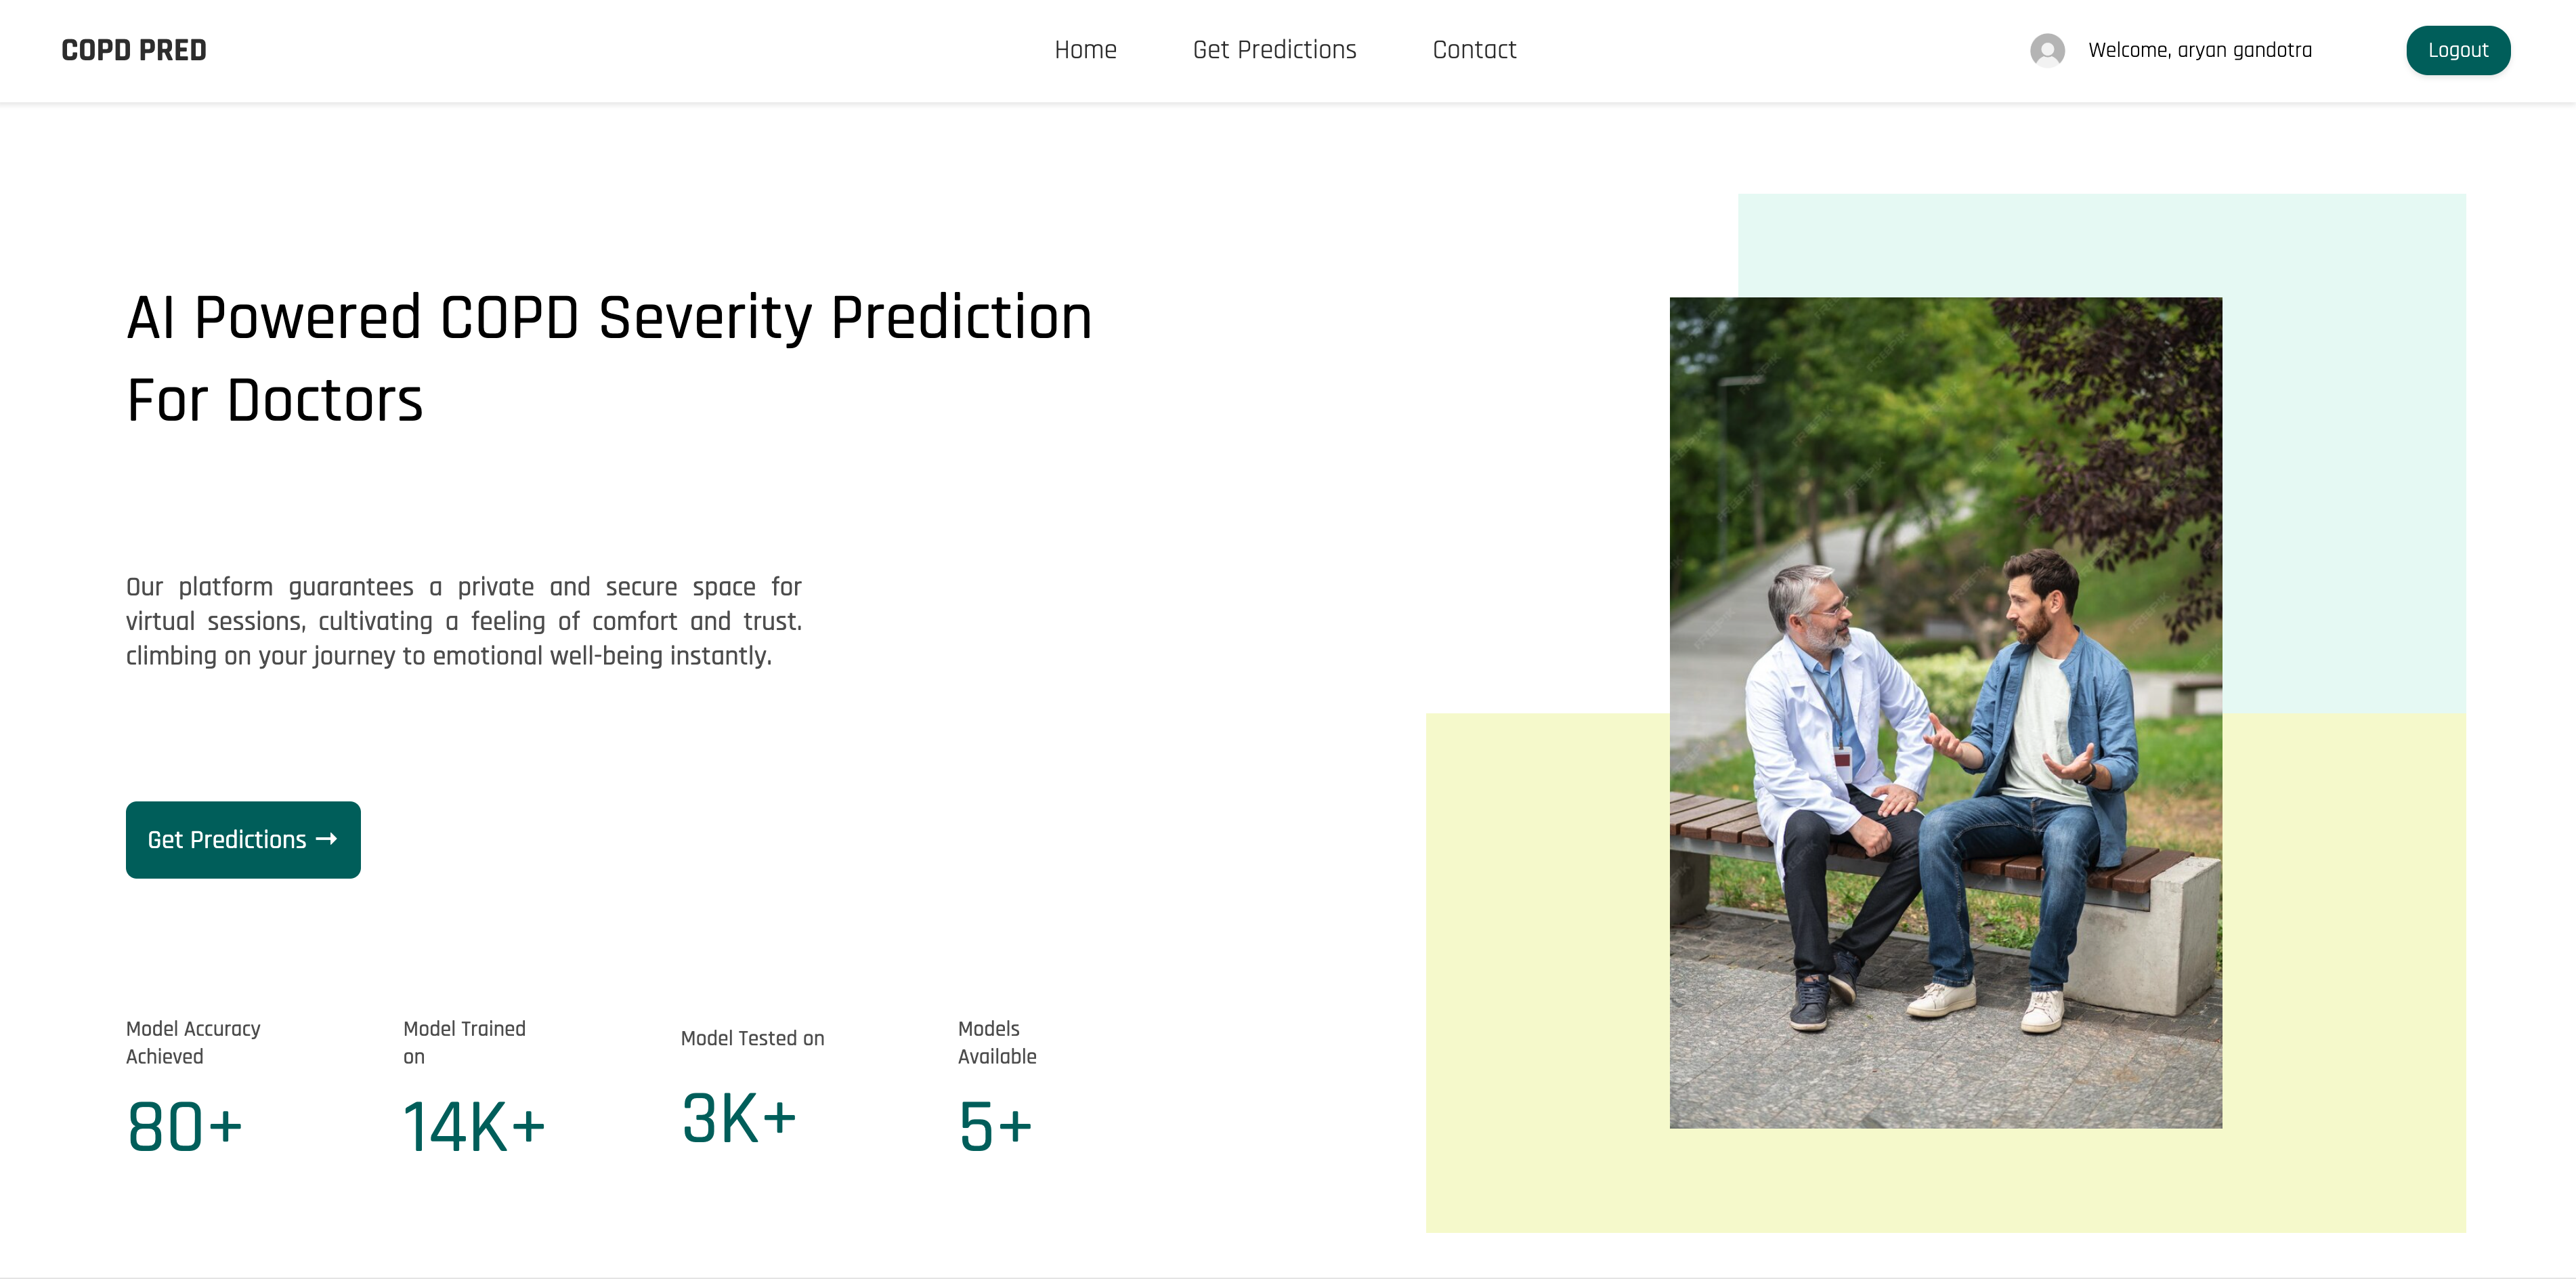 COPD PRED
Home
Get Predictions
Contact
Welcome, aryan gandotra
Logout
AI Powered COPD Severity Prediction
For Doctors
Our platform guarantees a private and secure space for
virtual sessions, cultivating a feeling of comfort and trust.
climbing on your journey to emotional well-being instantly.
Get Predictions →
Model Accuracy
Achieved
80+
Model Trained
on
14K+
Model Tested on
3K+
Models
Available
5+